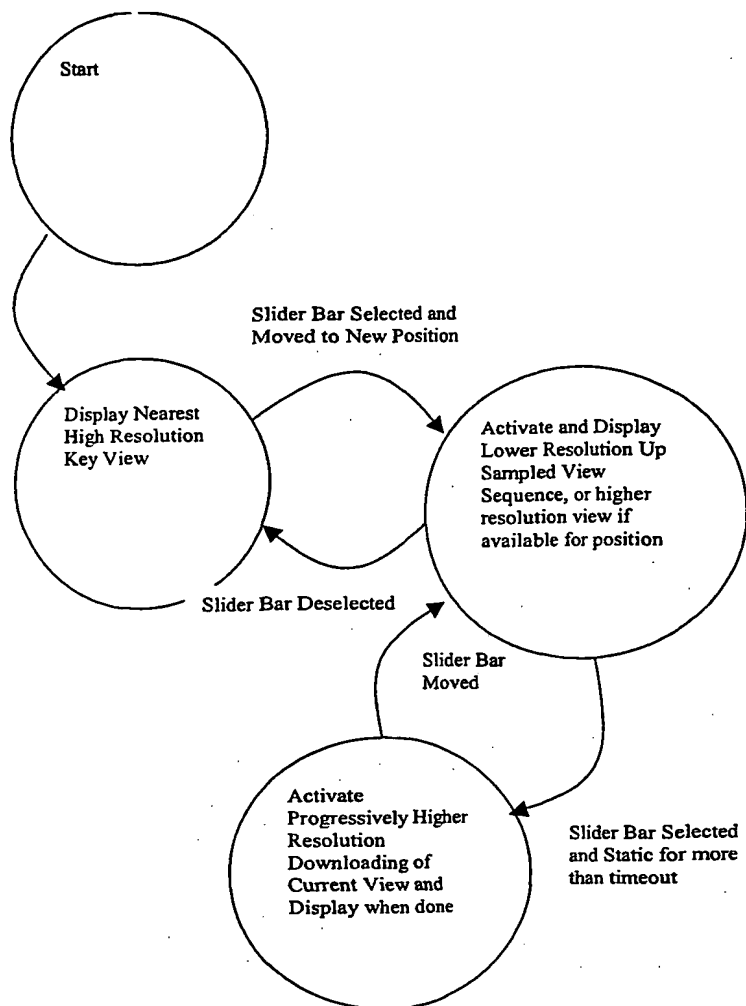 Start
Slider Bar Selected and
Moved to New Position
Display Nearest
High Resolution
Key View
Activate and Display
Lower Resolution Up
Sampled View
Sequence, or higher
resolution view if
available for position
Slider Bar Deselected
Slider Bar
Moved
Activate
Progressively Higher
Resolution
Downloading of
Current View and
Display when done
Slider Bar Selected
and Static for more
than timeout